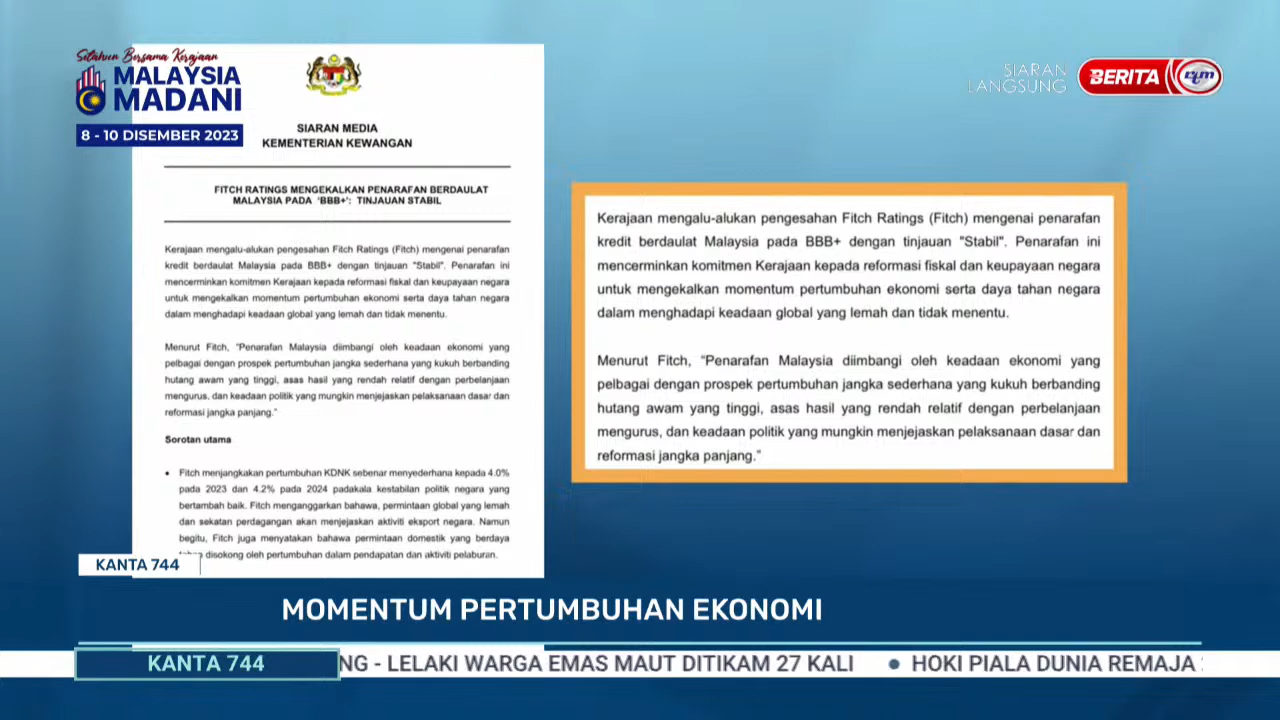 Setahun Bersama Kerajaan
MALAYSIA
MADANI
8 - 10 DISEMBER 2023
SIARAN
LANGSUNG
BERITA
SIARAN MEDIA
KEMENTERIAN KEWANGAN
FITCH RATINGS MENGEKALKAN PENARAFAN BERDAULAT
MALAYSIA PADA ‘BBB+’: TINJAUAN STABIL
Kerajaan mengalu-alukan pengesahan Fitch Ratings (Fitch) mengenai penarafan
kredit berdaulat Malaysia pada BBB+ dengan tinjauan "Stabil". Penarafan ini
mencerminkan komitmen Kerajaan kepada reformasi fiskal dan keupayaan negara
untuk mengekalkan momentum pertumbuhan ekonomi serta daya tahan negara
dalam menghadapi keadaan global yang lemah dan tidak menentu.
Menurut Fitch, “Penarafan Malaysia diimbangi oleh keadaan ekonomi yang
pelbagai dengan prospek pertumbuhan jangka sederhana yang kukuh berbanding
hutang awam yang tinggi, asas hasil yang rendah relatif dengan perbelanjaan
mengurus, dan keadaan politik yang mungkin menjejaskan pelaksanaan dasar dan
reformasi jangka panjang.”
Sorotan utama
• Fitch menjangkakan pertumbuhan KDNK sebenar menyederhana kepada 4.0%
pada 2023 dan 4.2% pada 2024 padakala kestabilan politik negara yang
bertambah baik. Fitch menganggarkan bahawa, permintaan global yang lemah
dan sekatan perdagangan akan menjejaskan aktiviti eksport negara. Namun
begitu, Fitch juga menyatakan bahawa permintaan domestik yang berdaya
disokong oleh pertumbuhan dalam pendapatan dan aktiviti pelaburan.
Kerajaan mengalu-alukan pengesahan Fitch Ratings (Fitch) mengenai penarafan
kredit berdaulat Malaysia pada BBB+ dengan tinjauan "Stabil". Penarafan ini
mencerminkan komitmen Kerajaan kepada reformasi fiskal dan keupayaan negara
untuk mengekalkan momentum pertumbuhan ekonomi serta daya tahan negara
dalam menghadapi keadaan global yang lemah dan tidak menentu.
Menurut Fitch, “Penarafan Malaysia diimbangi oleh keadaan ekonomi yang
pelbagai dengan prospek pertumbuhan jangka sederhana yang kukuh berbanding
hutang awam yang tinggi, asas hasil yang rendah relatif dengan perbelanjaan
mengurus, dan keadaan politik yang mungkin menjejaskan pelaksanaan dasar dan
reformasi jangka panjang.”
KANTA 744
MOMENTUM PERTUMBUHAN EKONOMI
KANTA 744
NG - LELAKI WARGA EMAS MAUT DITIKAM 27 KALI • HOKI PIALA DUNIA REMAJA